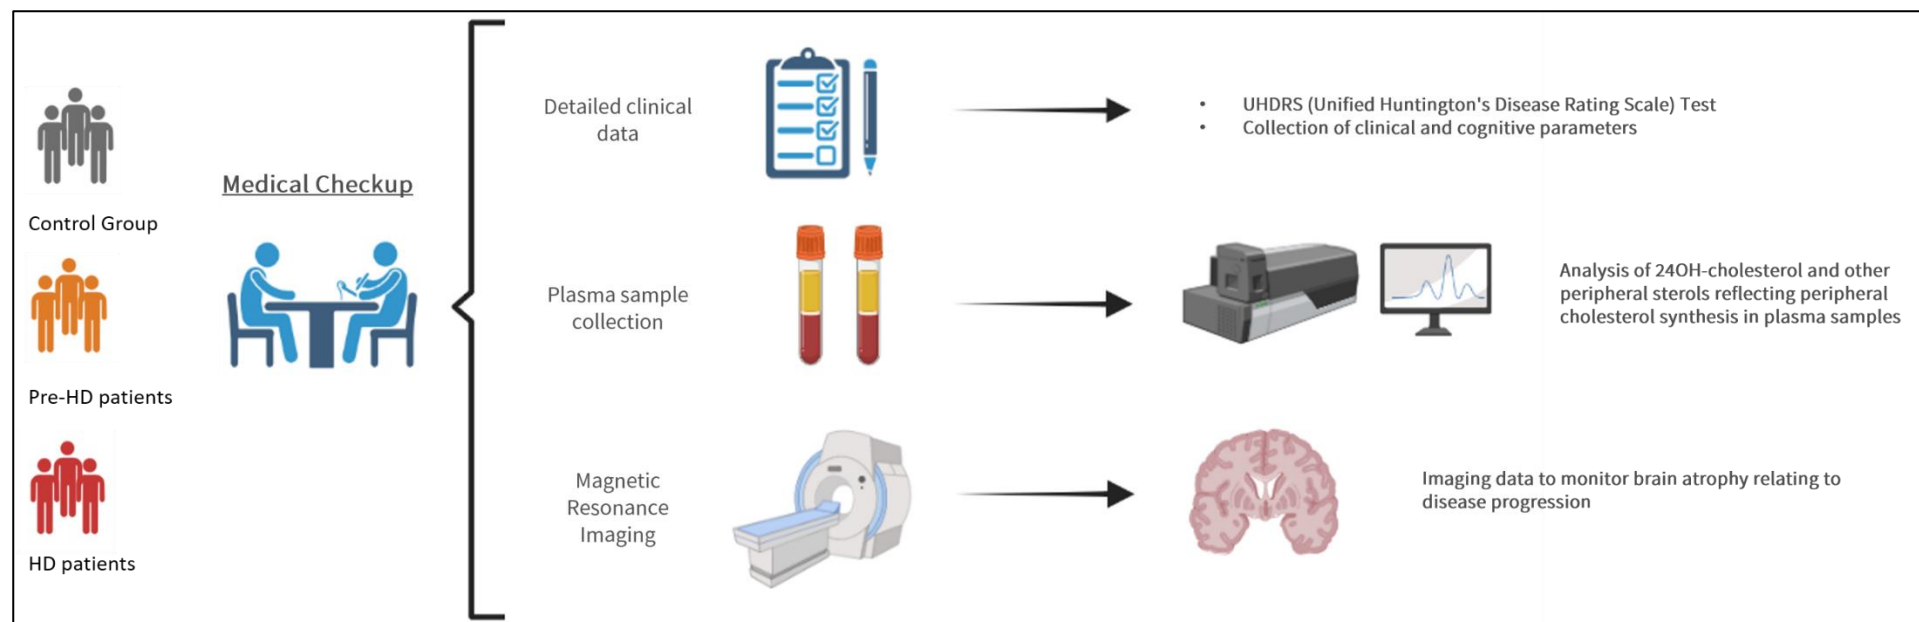 Control Group
Pre-HD patients
HD patients
Medical Checkup
Detailed clinical
data
• UHDRS (Unified Huntington's Disease Rating Scale) Test
• Collection of clinical and cognitive parameters
Plasma sample
collection
Analysis of 24OH-cholesterol and other
peripheral sterols reflecting peripheral
cholesterol synthesis in plasma samples
Magnetic
Resonance
Imaging
Imaging data to monitor brain atrophy relating to
disease progression